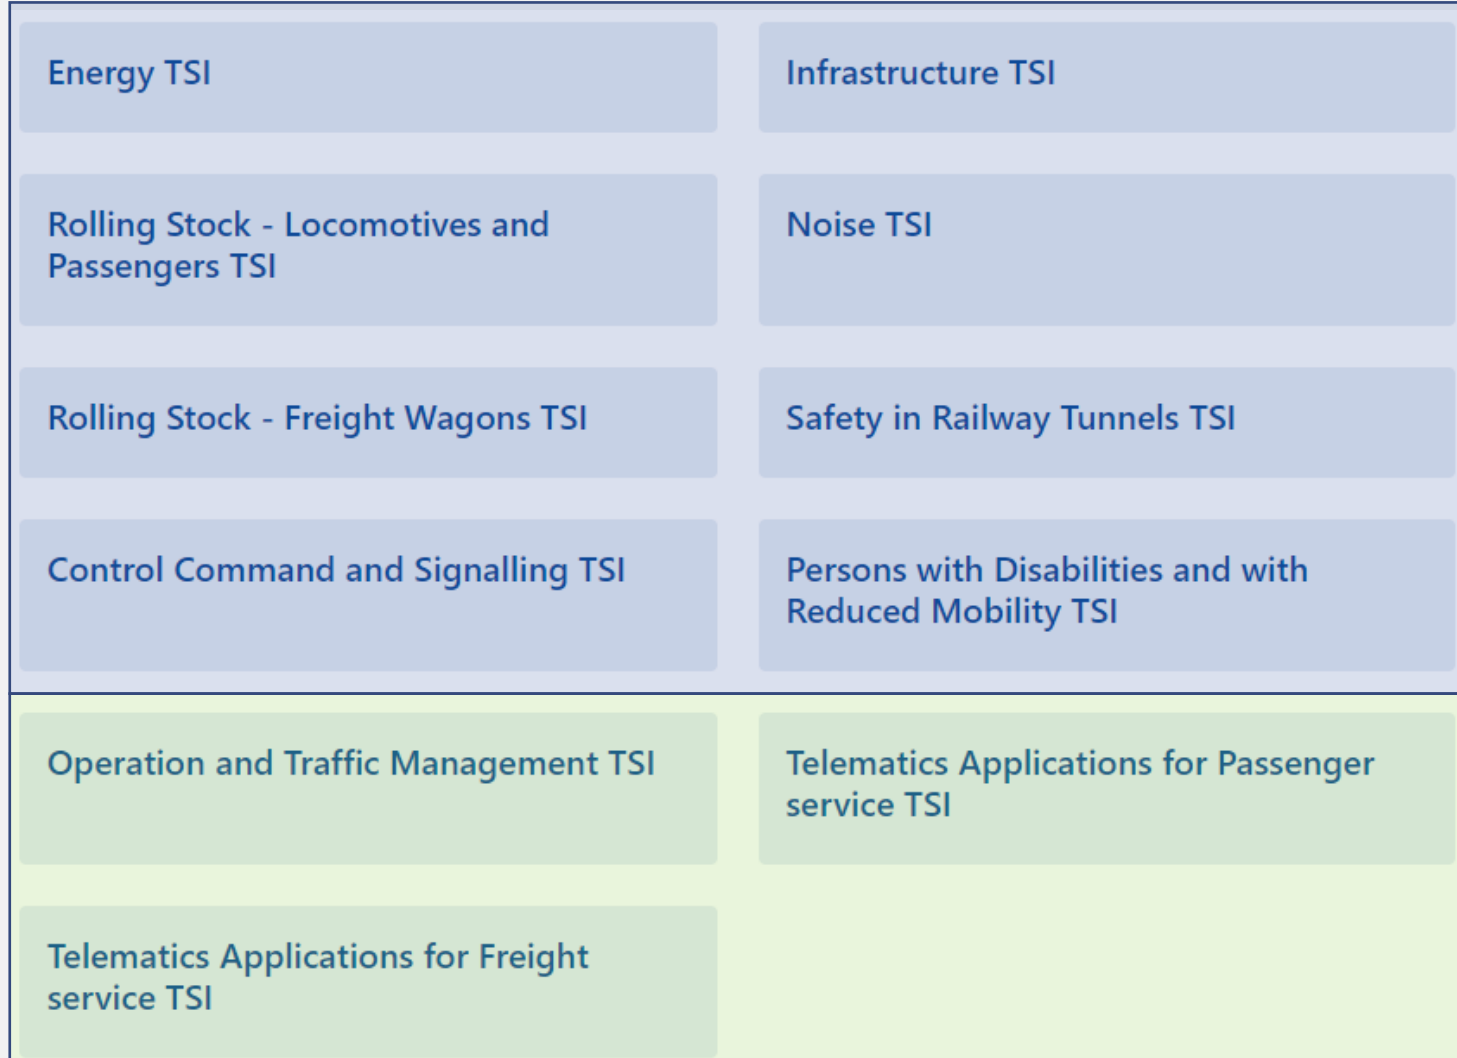 Energy TSI
Infrastructure TSI
Rolling Stock - Locomotives and
Passengers TSI
Noise TSI
Rolling Stock - Freight Wagons TSI
Safety in Railway Tunnels TSI
Control Command and Signalling TSI
Persons with Disabilities and with
Reduced Mobility TSI
Operation and Traffic Management TSI
Telematics Applications for Passenger
service TSI
Telematics Applications for Freight
service TSI